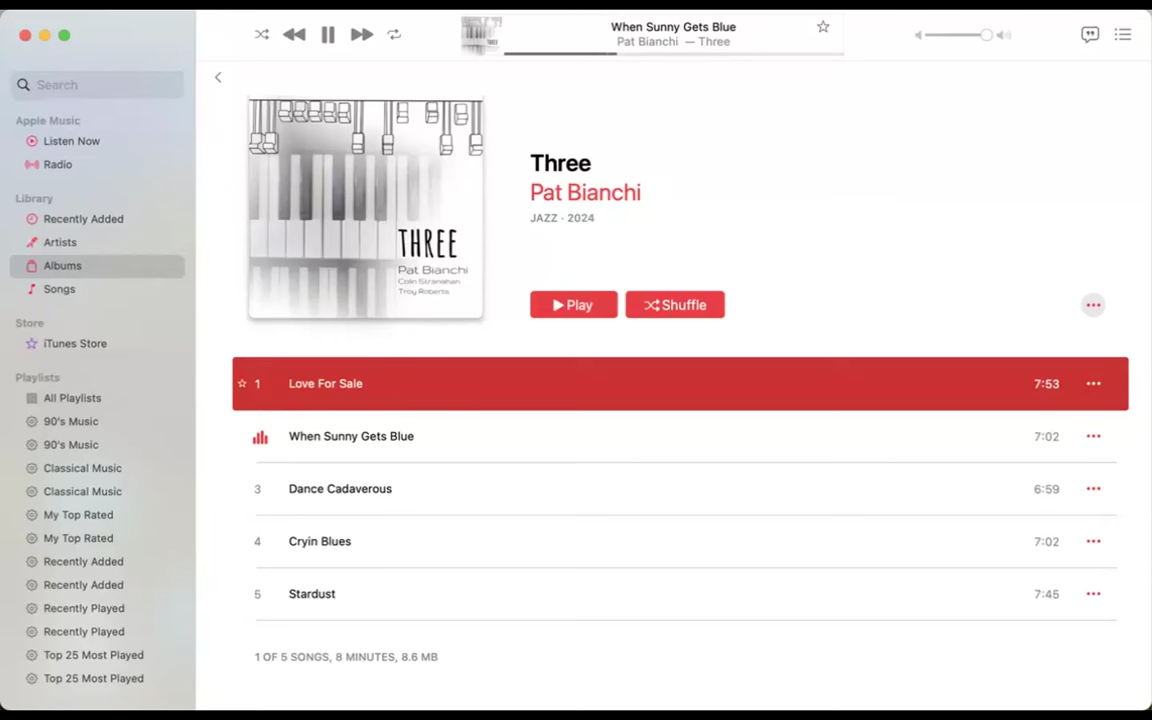 When Sunny Gets Blue
Pat Bianchi — Three
Search
Apple Music
Listen Now
Radio
Library
Recently Added
Artists
Albums
Songs
Store
iTunes Store
Playlists
All Playlists
90's Music
90's Music
Classical Music
Classical Music
My Top Rated
My Top Rated
Recently Added
Recently Added
Recently Played
Recently Played
Top 25 Most Played
Top 25 Most Played
THREE
Pat Bianchi
Colin Stranahan
Troy Roberts
Three
Pat Bianchi
JAZZ · 2024
Play Shuffle
1 Love For Sale 7:53
When Sunny Gets Blue 7:02
3 Dance Cadaverous 6:59
4 Cryin Blues 7:02
5 Stardust 7:45
1 OF 5 SONGS, 8 MINUTES, 8.6 MB